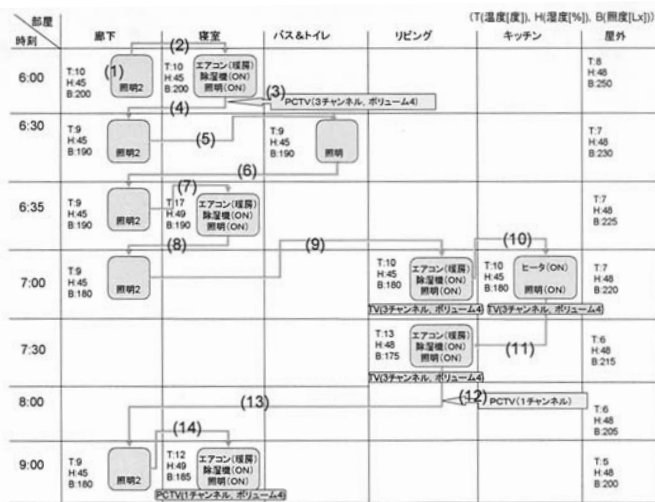 (T(温度[度]), H(湿度[%]), B(照度[Lx]))
部屋
時刻
廊下 寝室 バス&トイレ リビング キッチン 屋外
6:00
T:10
H:45
B:200
(1)
照明2
(2)
T:10
H:45
B:200
エアコン(暖房)
除湿機(ON)
照明(ON)
(3)
PCTV(3チャンネル, ボリューム4)
T:8
H:48
B:250
(4)
6:30
T:9
H:45
B:190
照明2
(5)
T:9
H:45
B:190
照明
T:7
H:48
B:230
(6)
6:35
T:9
H:45
B:190
照明2
(7)
T:17
H:49
B:190
エアコン(暖房)
除湿機(ON)
照明(ON)
T:7
H:48
B:225
(8)
7:00
T:9
H:45
B:180
照明2
(9)
T:10
H:45
B:180
エアコン(暖房)
除湿機(ON)
照明(ON)
TV(3チャンネル, ボリューム4)
(10)
T:10
H:45
B:180
ヒータ(ON)
照明(ON)
TV(3チャンネル, ボリューム4)
T:7
H:48
B:220
7:30
T:13
H:48
B:175
エアコン(暖房)
除湿機(ON)
照明(ON)
TV(3チャンネル, ボリューム4)
(11)
T:6
H:48
B:215
8:00
(12)
PCTV(1チャンネル)
(13)
T:6
H:48
B:205
9:00
T:9
H:45
B:180
照明2
(14)
T:12
H:49
B:185
エアコン(暖房)
除湿機(ON)
照明(ON)
PCTV(1チャンネル, ボリューム4)
T:5
H:48
B:200